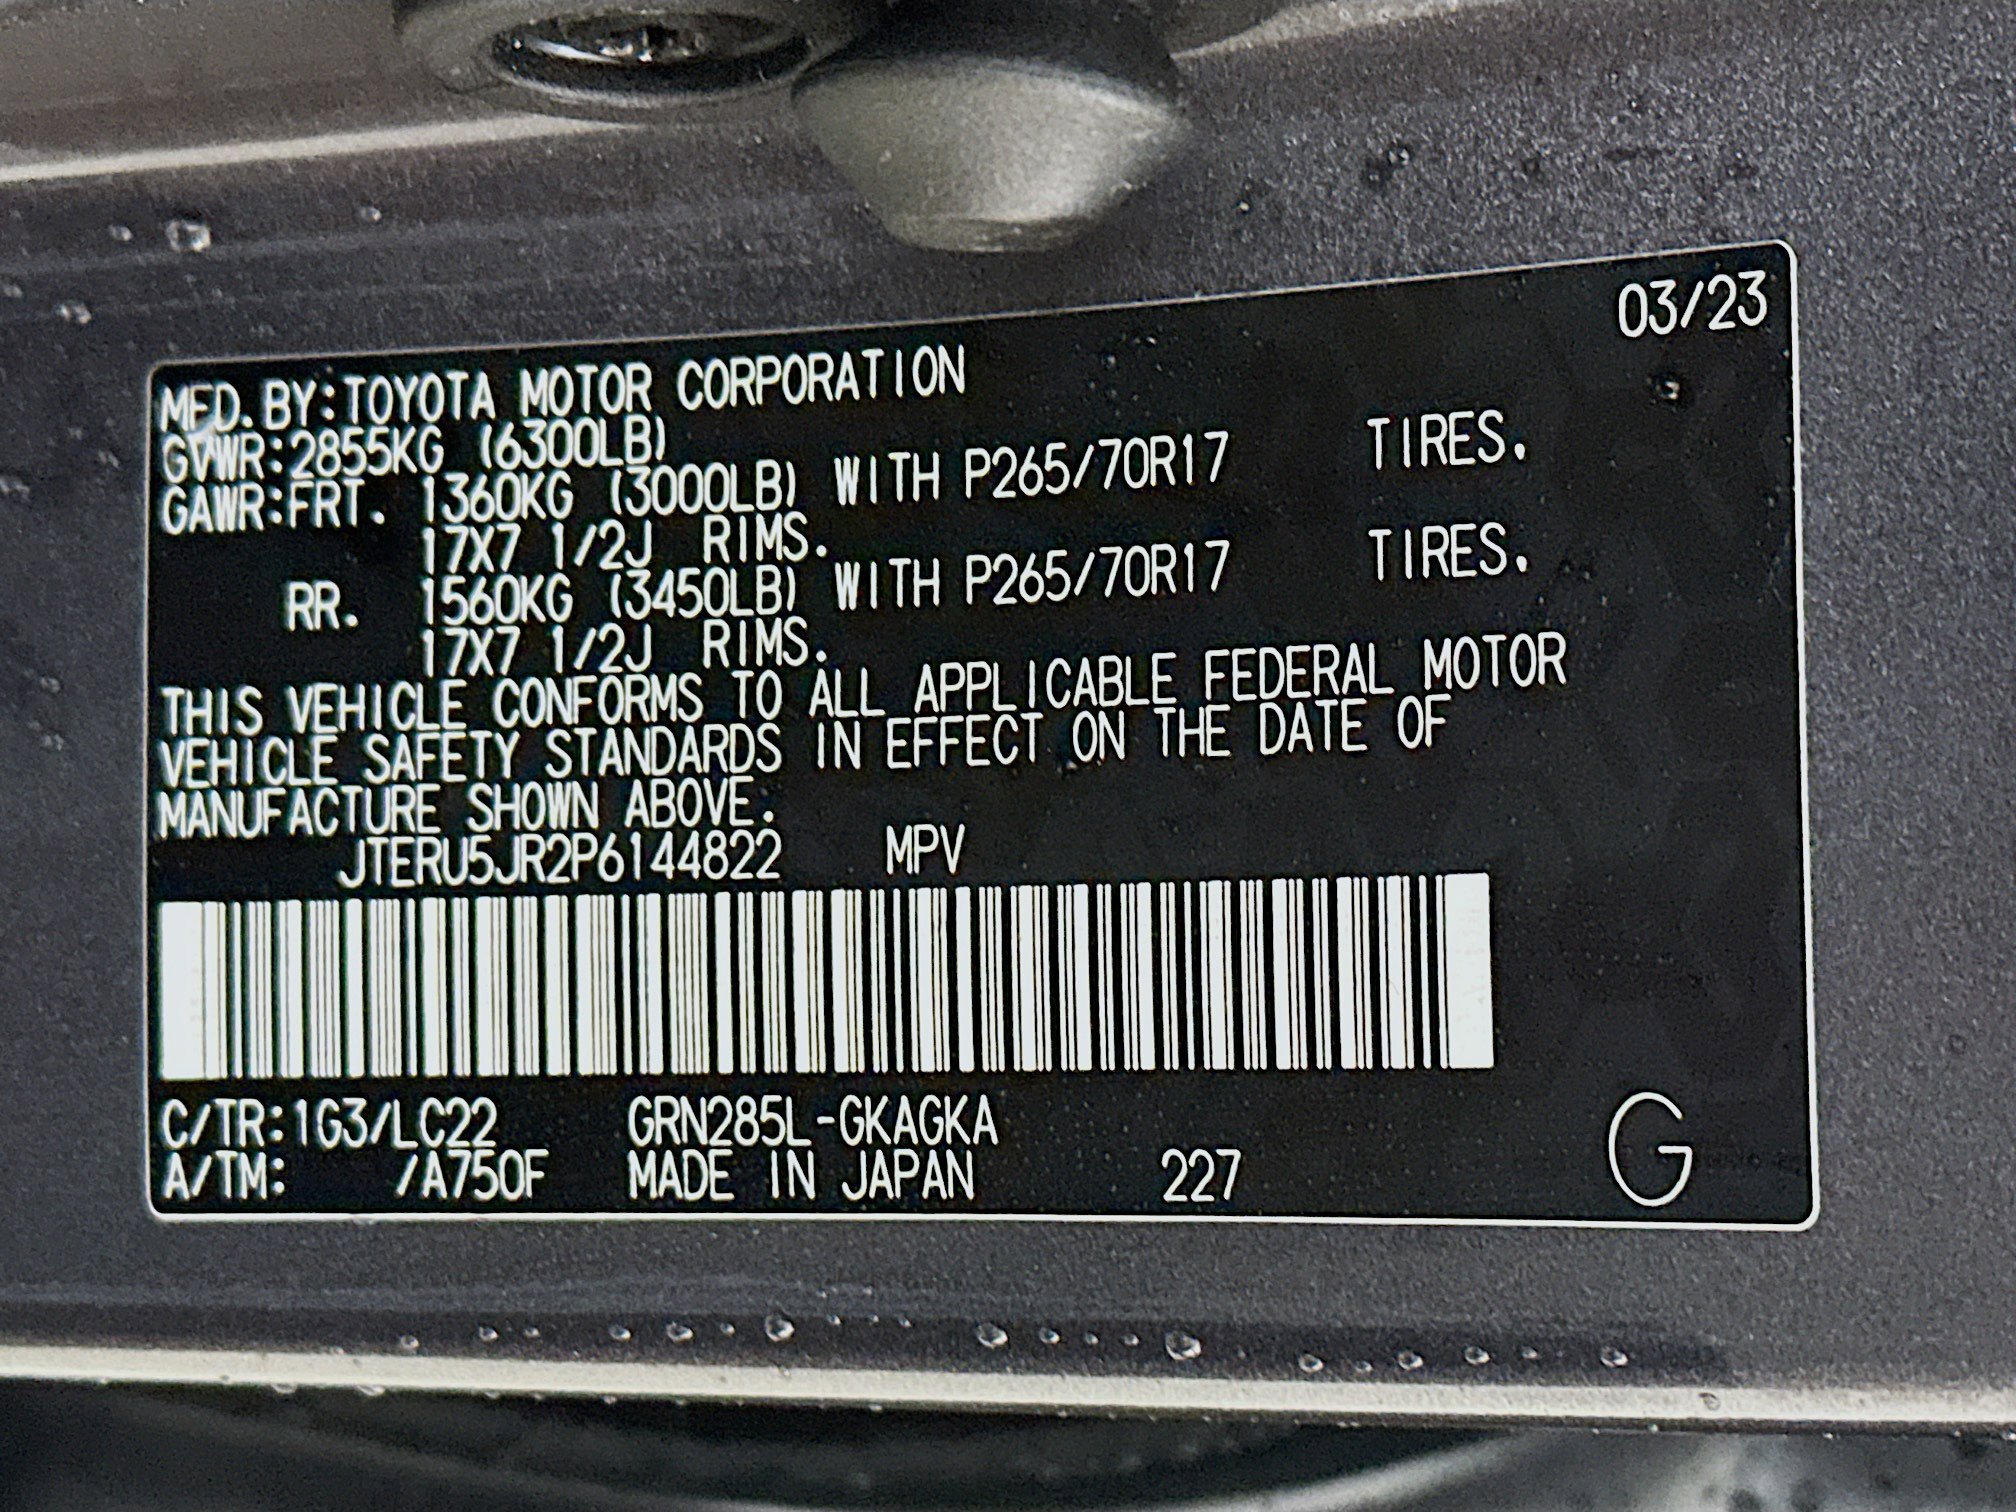 03/23
MFD.BY:TOYOTA MOTOR CORPORATION
GVWR:2855KG (6300LB)
GAWR:FRT. 1360KG (3000LB) WITH P265/70R17 TIRES.
17X7 1/2J RIMS.
RR. 1560KG (3450LB) WITH P265/70R17 TIRES.
17X7 1/2J RIMS.
THIS VEHICLE CONFORMS TO ALL APPLICABLE FEDERAL MOTOR
VEHICLE SAFETY STANDARDS IN EFFECT ON THE DATE OF
MANUFACTURE SHOWN ABOVE.
JTERU5JR2P6144822 MPV
C/TR:1G3/LC22 GRN285L-GKAGKA
A/TM: /A750F MADE IN JAPAN 227 G